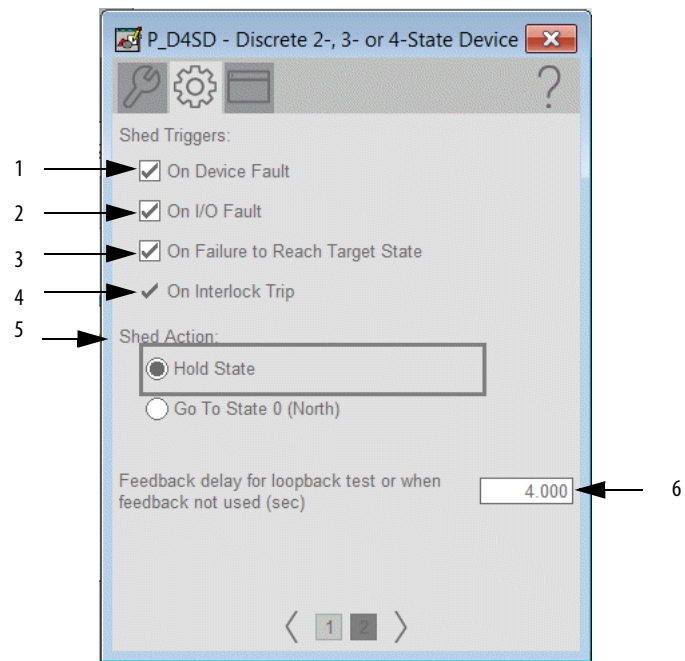 P_D4SD - Discrete 2-, 3- or 4-State Device
?
Shed Triggers:
1 On Device Fault
2 On I/O Fault
3 On Failure to Reach Target State
4 On Interlock Trip
5 Shed Action:
Hold State
Go To State 0 (North)
Feedback delay for loopback test or when
feedback not used (sec)
4.000 6
1 2